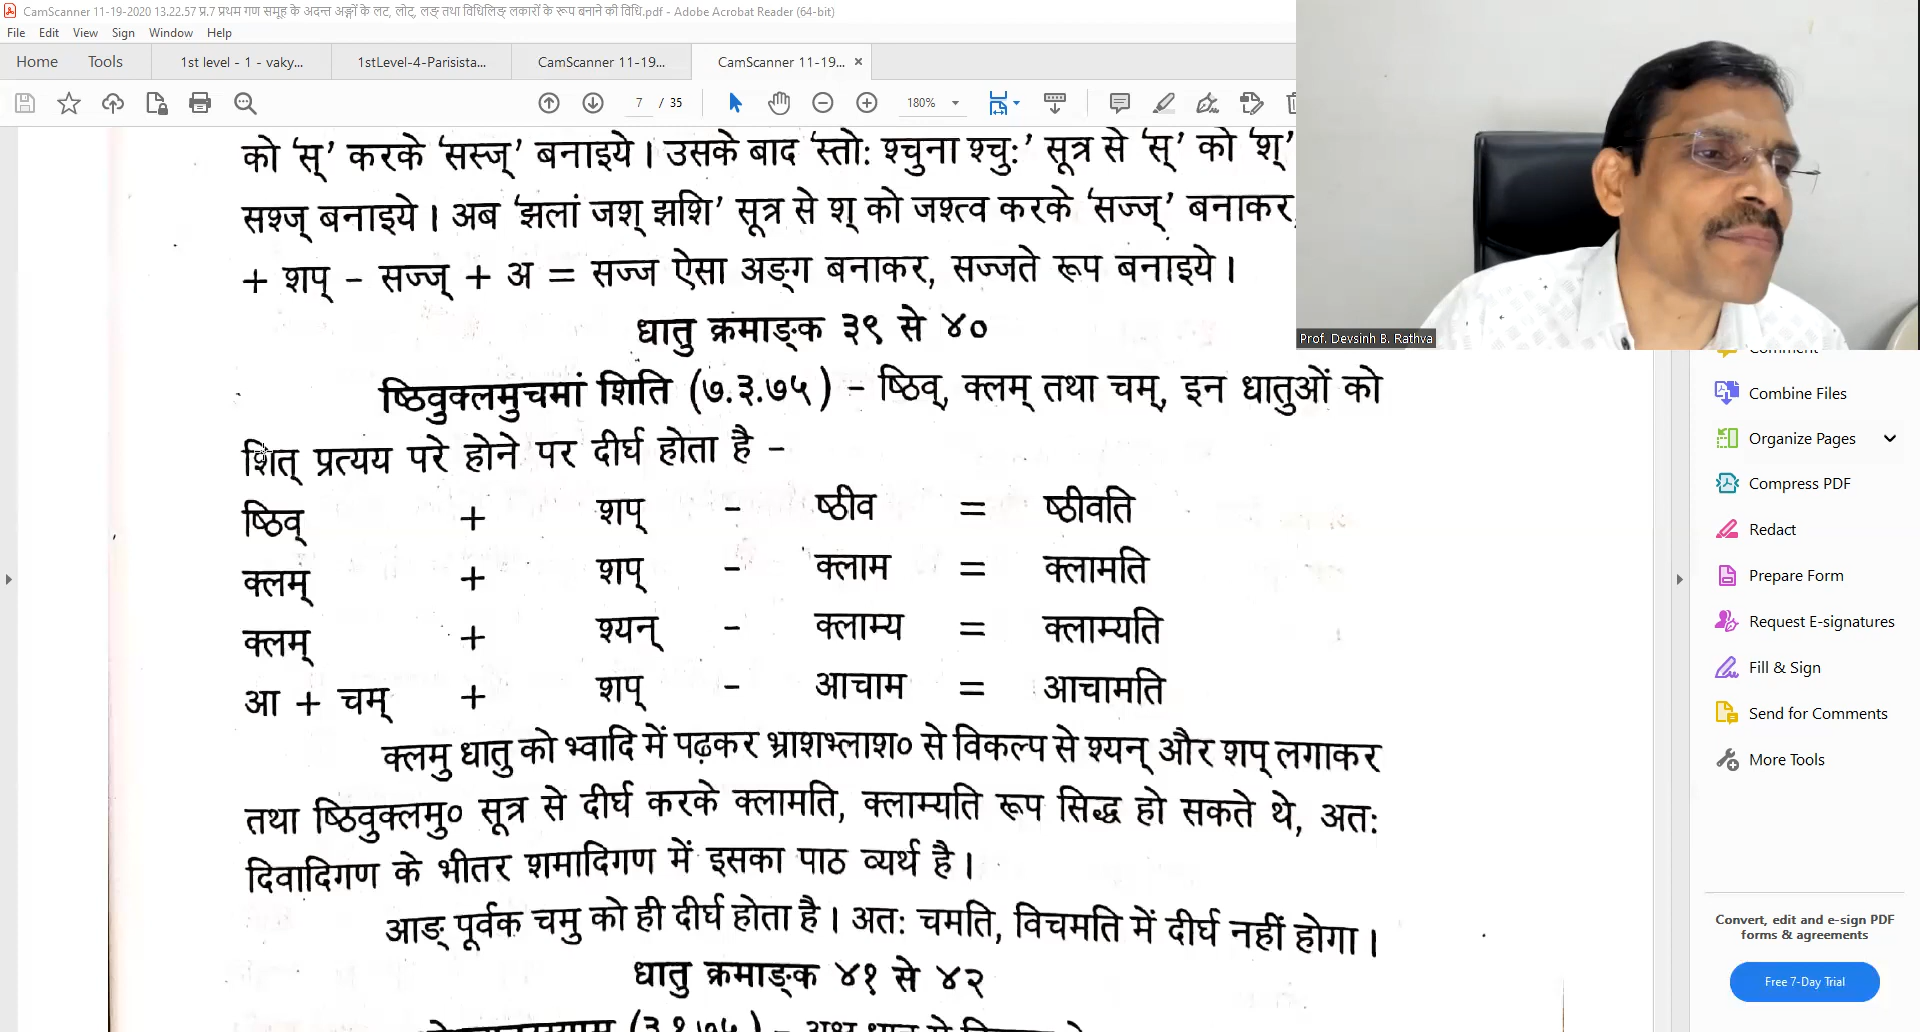 CamScanner 11-19-2020 13.22.57 प्र.7 प्रथम गण समूह के अदन्त अङ्गों के लट, लोट्, लङ् तथा विधिलिङ् लकारों के रूप बनाने की विधि.pdf - Adobe Acrobat Reader (64-bit)
File Edit View Sign Window Help
Home Tools 1st level - 1 - vaky... 1stLevel-4-Parisista... CamScanner 11-19... CamScanner 11-19... ×
7 / 35 180%
को ‘स्’ करके ‘सस्ज्’ बनाइये । उसके बाद ‘स्तो: श्चुना श्चु:’ सूत्र से ‘स्’ को ‘श्’
सश्ज् बनाइये । अब ‘झलां जश् झशि’ सूत्र से श् को जश्त्व करके ‘सज्ज्’ बनाकर,
+ शप् - सज्ज् + अ = सज्ज ऐसा अङ्ग बनाकर, सज्जते रूप बनाइये ।
धातु क्रमाङ्क ३९ से ४०
ष्ठिवुक्लमुचमां शिति (७.३.७५) - ष्ठिव्, क्लम् तथा चम्, इन धातुओं को
शित् प्रत्यय परे होने पर दीर्घ होता है -
ष्ठिव् + शप् - ष्ठीव = ष्ठीवति
क्लम् + शप् - क्लाम = क्लामति
क्लम् + श्यन् - क्लाम्य = क्लाम्यति
आ + चम् + शप् - आचाम = आचामति
क्लमु धातु को भ्वादि में पढ़कर भ्राशभ्लाश० से विकल्प से श्यन् और शप् लगाकर
तथा ष्ठिवुक्लमु० सूत्र से दीर्घ करके क्लामति, क्लाम्यति रूप सिद्ध हो सकते थे, अत:
दिवादिगण के भीतर शमादिगण में इसका पाठ व्यर्थ है ।
आङ् पूर्वक चमु को ही दीर्घ होता है । अत: चमति, विचमति में दीर्घ नहीं होगा ।
धातु क्रमाङ्क ४१ से ४२
(३.१.७५) -
Prof. Devsinh B. Rathva
Comment
Combine Files
Organize Pages
Compress PDF
Redact
Prepare Form
Request E-signatures
Fill & Sign
Send for Comments
More Tools
Convert, edit and e-sign PDF
forms & agreements
Free 7-Day Trial